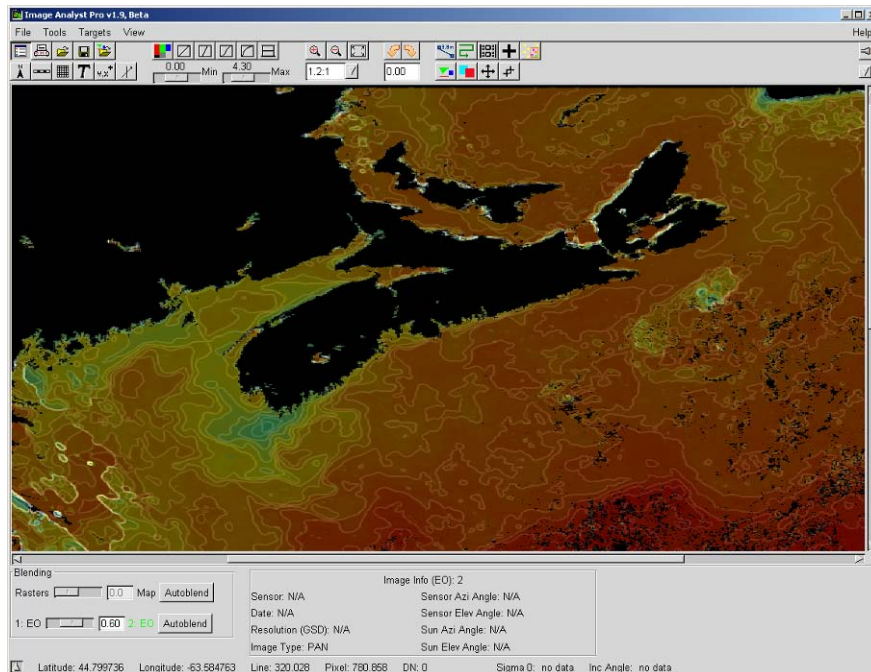 Image Analyst Pro v1.9, Beta
File Tools Targets View Help
0.00 Min 4.30 Max 1.2:1 0.00
Blending
Rasters 0.0 Map Autoblend
1: EO 0.60 2: EO Autoblend
Image Info (EO): 2
Sensor: N/A Sensor Azi Angle: N/A
Date: N/A Sensor Elev Angle: N/A
Resolution (GSD): N/A Sun Azi Angle: N/A
Image Type: PAN Sun Elev Angle: N/A
Latitude: 44.799736 Longitude: -63.584763 Line: 320.028 Pixel: 780.858 DN: 0 Sigma 0: no data Inc Angle: no data